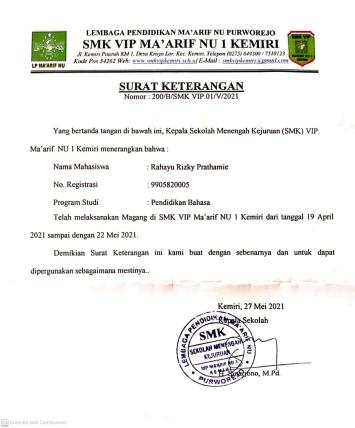 LEMBAGA PENDIDIKAN MA'ARIF NU PURWOREJO
SMK VIP MA'ARIF NU 1 KEMIRI
Jl. Kemiri Pituruh KM 1, Desa Kroyo Lor, Kec. Kemiri, Telepon (0275) 649300 / 7510123
Kode Pos 54262 Web: www.smkvipkemiri.sch.id E-Mail :
LP MA'ARIF NU
SURAT KETERANGAN
Nomor : 200/B/SMK VIP.01/V/2021
Yang bertanda tangan di bawah ini, Kepala Sekolah Menengah Kejuruan (SMK) VIP
Ma'arif NU 1 Kemiri menerangkan bahwa :
Nama Mahasiswa : Rahayu Rizky Prathamie
No. Registrasi : 9905820005
Program Studi : Pendidikan Bahasa
Telah melaksanakan Magang di SMK VIP Ma'arif NU 1 Kemiri dari tanggal 19 April
2021 sampai dengan 22 Mei 2021.
Demikian Surat Keterangan ini kami buat dengan sebenarnya dan untuk dapat
dipergunakan sebagaimana mestinya..
Kemiri, 27 Mei 2021
Kepala Sekolah
LEMBAGA PENDIDIKAN MA'ARIF NU
SMK
SEKOLAH MENENGAH
KEJURUAN
VIP MA'ARIF NU 1
KEMIRI
PURWOREJO
M.Pd.
Scanned with CamScanner